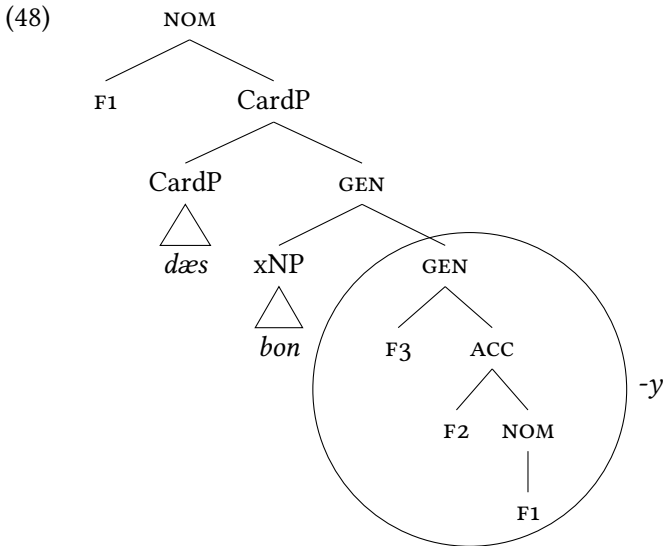 (48) NOM
F1 CardP
CardP GEN
dæs xNP GEN
bon F3 ACC
-y
F2 NOM
F1